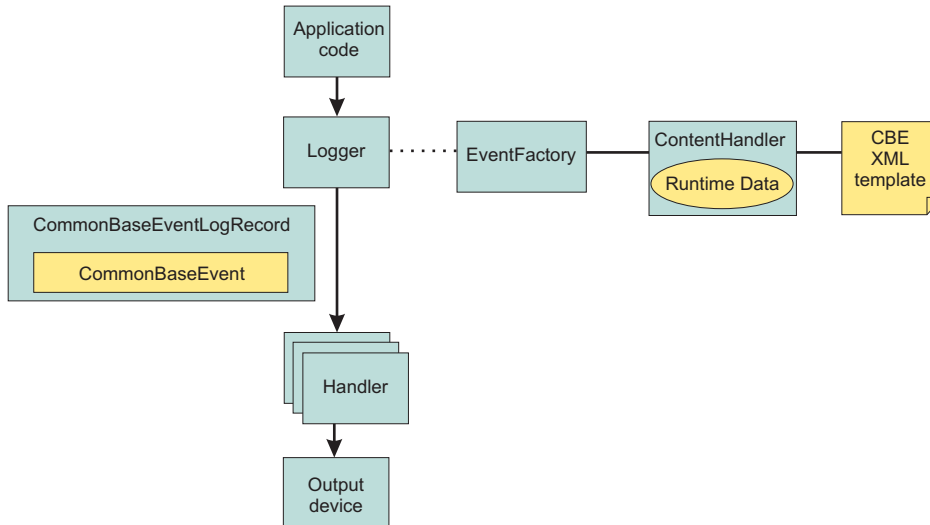 Application
code
Logger
EventFactory
ContentHandler
Runtime Data
CBE
XML
template
CommonBaseEventLogRecord
CommonBaseEvent
Handler
Output
device